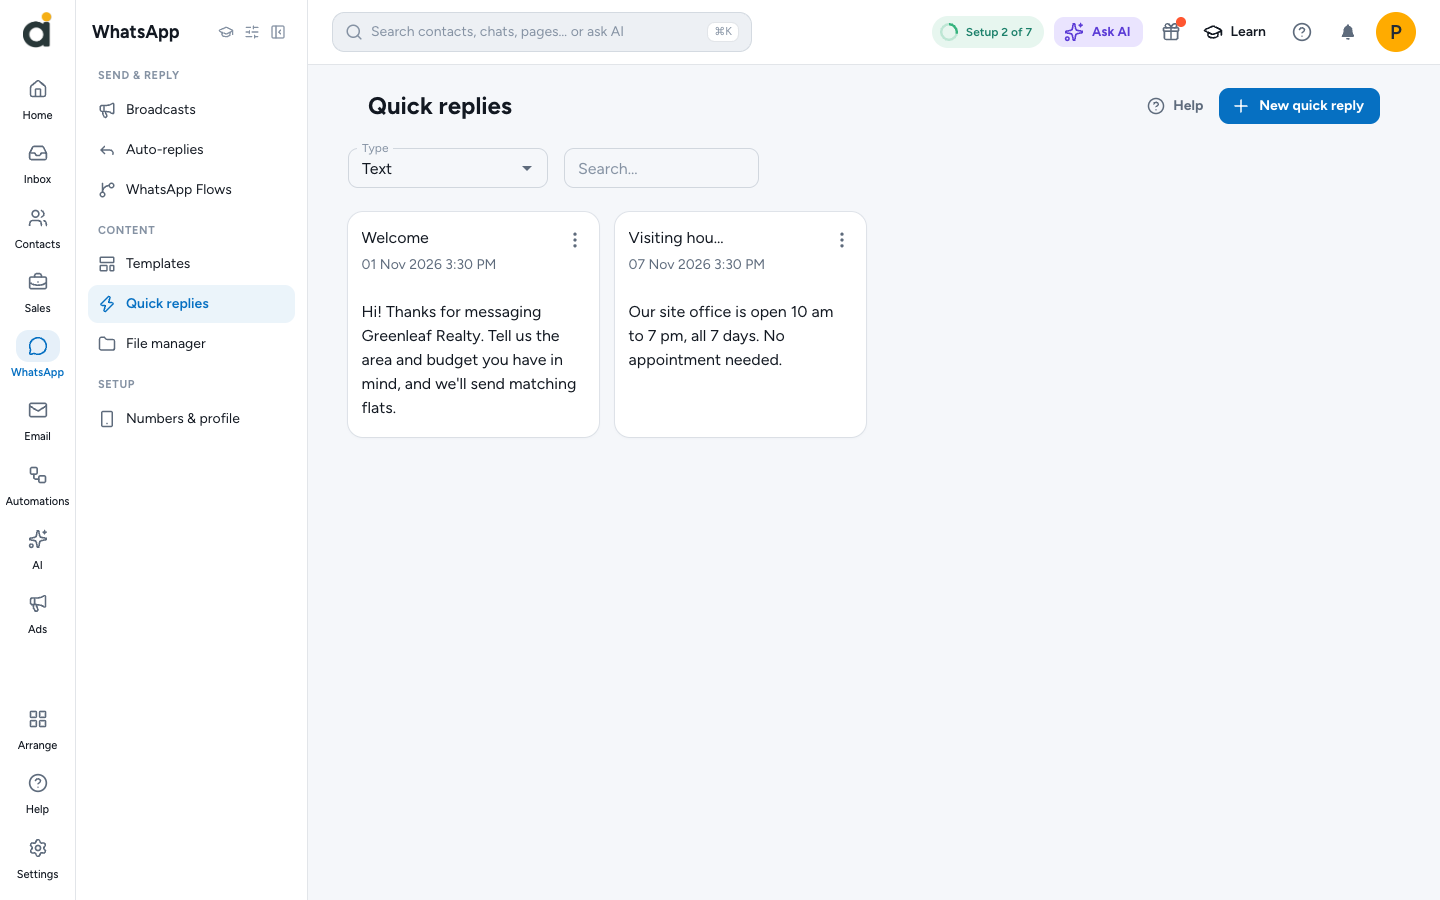 WhatsApp
Search contacts, chats, pages... or ask AI
⌘K
Setup 2 of 7
Ask AI
Learn
P
Home
Inbox
Contacts
Sales
WhatsApp
Email
Automations
AI
Ads
Arrange
Help
Settings
SEND & REPLY
Broadcasts
Auto-replies
WhatsApp Flows
CONTENT
Templates
Quick replies
File manager
SETUP
Numbers & profile
Quick replies
Help
New quick reply
Type
Text
Search...
Welcome
01 Nov 2026 3:30 PM
Hi! Thanks for messaging
Greenleaf Realty. Tell us the
area and budget you have in
mind, and we'll send matching
flats.
Visiting hou...
07 Nov 2026 3:30 PM
Our site office is open 10 am
to 7 pm, all 7 days. No
appointment needed.